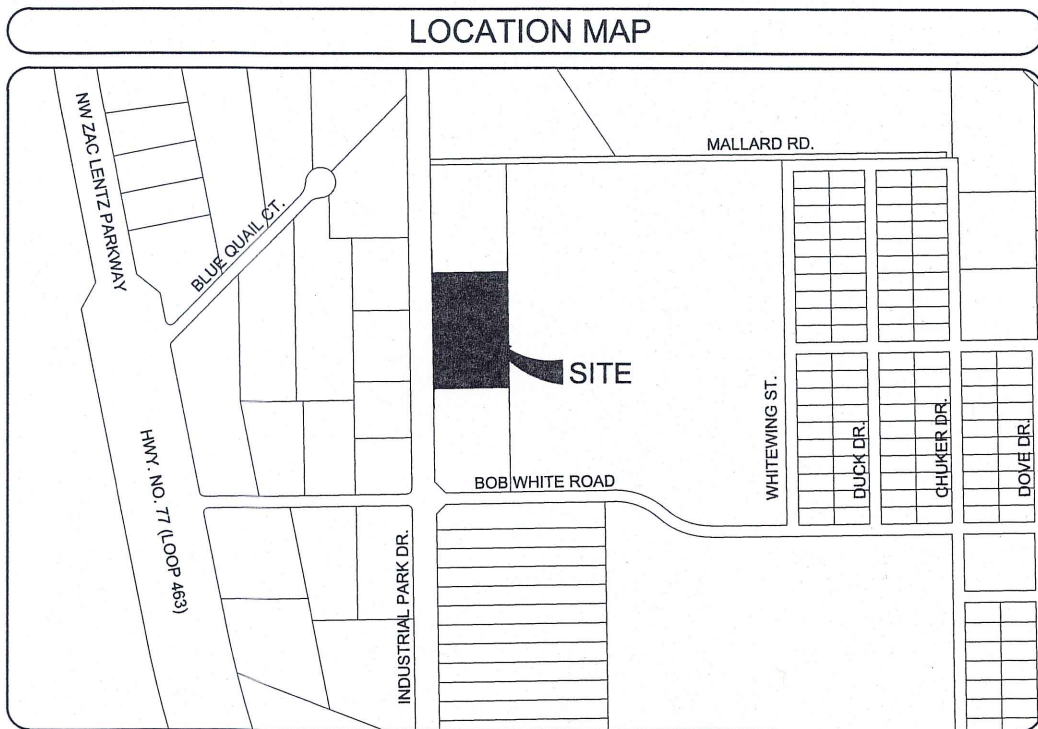 LOCATION MAP
MALLARD RD.
NW ZAC LENTZ PARKWAY
BLUE QUAIL CT.
SITE
WHITEWING ST.
DUCK DR.
CHUKER DR.
DOVE DR.
BOB WHITE ROAD
HWY. NO. 77 (LOOP 463)
INDUSTRIAL PARK DR.